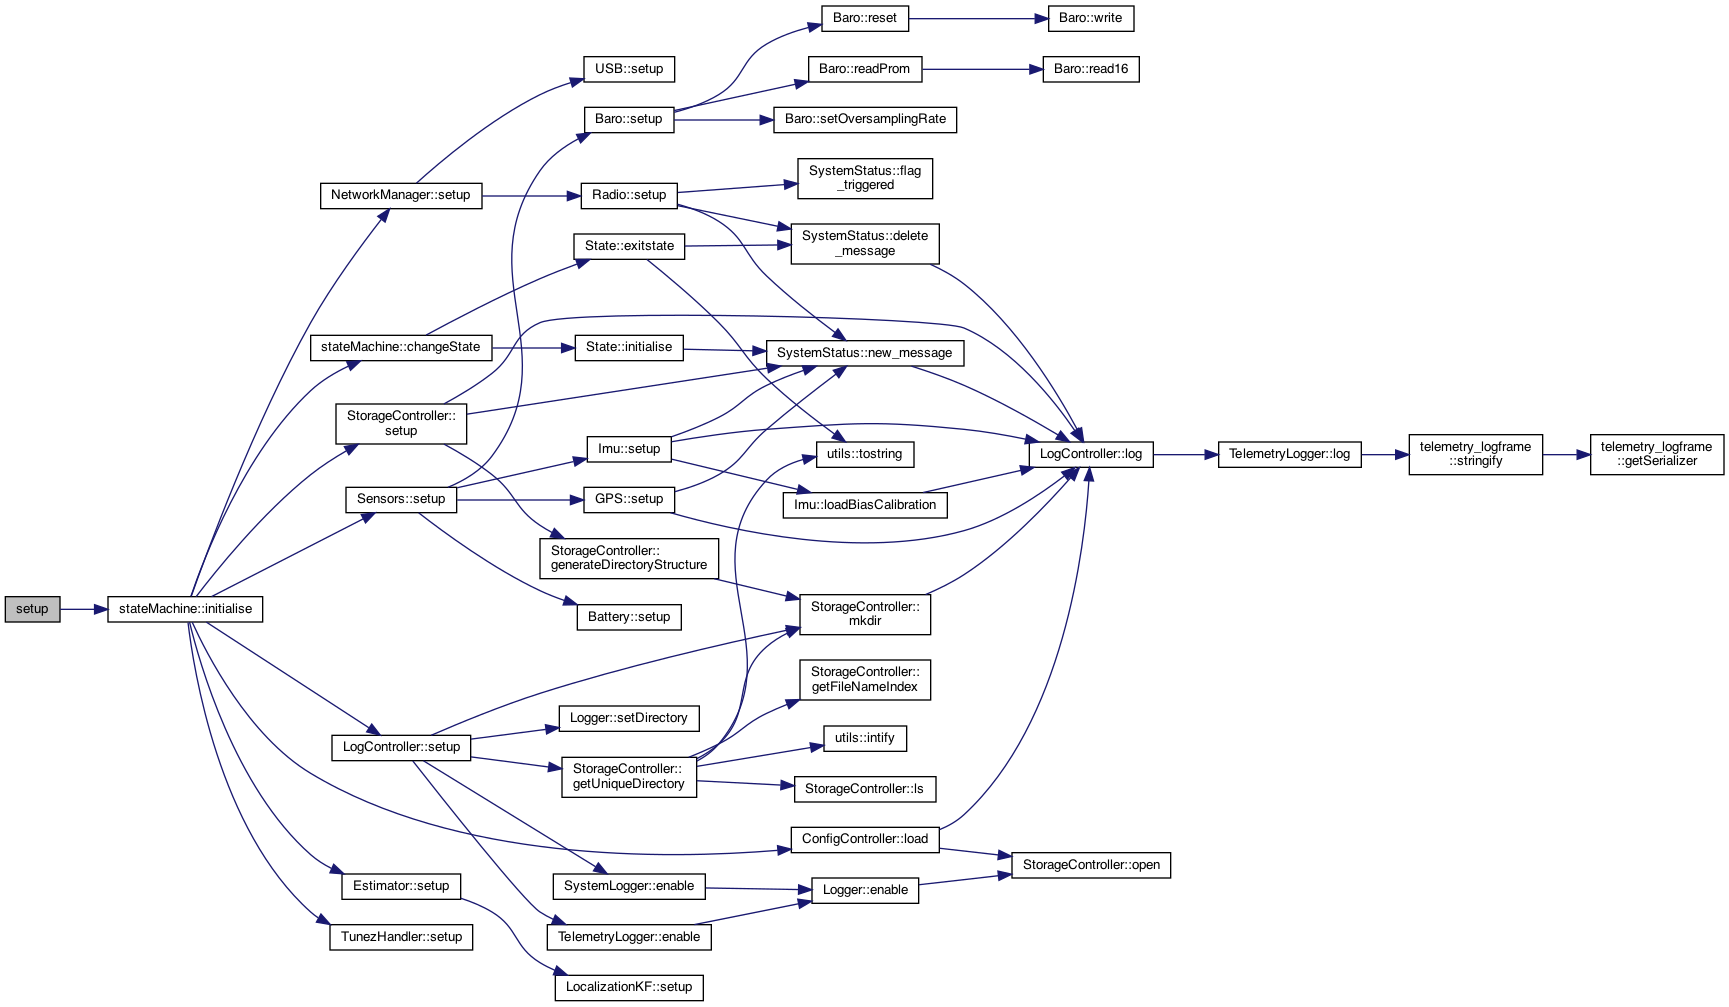 Baro::reset
Baro::write
USB::setup
Baro::readProm
Baro::read16
Baro::setup
Baro::setOversamplingRate
SystemStatus::flag
_triggered
NetworkManager::setup
Radio::setup
SystemStatus::delete
_message
State::exitstate
stateMachine::changeState
State::initialise
SystemStatus::new_message
StorageController::
setup
Imu::setup
utils::tostring
LogController::log
TelemetryLogger::log
telemetry_logframe
::stringify
telemetry_logframe
::getSerializer
Sensors::setup
GPS::setup
Imu::loadBiasCalibration
StorageController::
generateDirectoryStructure
setup
stateMachine::initialise
Battery::setup
StorageController::
mkdir
StorageController::
getFileNameIndex
Logger::setDirectory
LogController::setup
utils::intify
StorageController::
getUniqueDirectory
StorageController::ls
ConfigController::load
StorageController::open
Estimator::setup
SystemLogger::enable
Logger::enable
TunezHandler::setup
TelemetryLogger::enable
LocalizationKF::setup